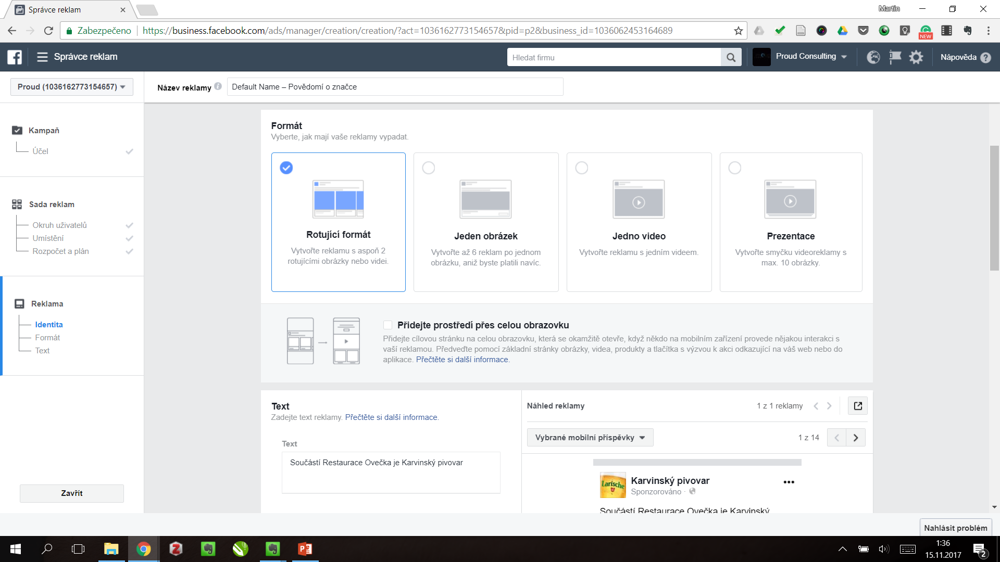 Správce reklam
Martin
Zabezpečeno
https://business.facebook.com/ads/manager/creation/creation/?act=1036162773154657&pid=p2&business_id=1036062453164689
NEW
Správce reklam
Hledat firmu
Proud Consulting
Nápověda
Proud (1036162773154657)
Název reklamy
Default Name – Povědomí o značce
Kampaň
Účel
Sada reklam
Okruh uživatelů
Umístění
Rozpočet a plán
Reklama
Identita
Formát
Text
Zavřít
Formát
Vyberte, jak mají vaše reklamy vypadat.
Rotující formát
Vytvořte reklamu s aspoň 2
rotujícími obrázky nebo videi.
Jeden obrázek
Vytvořte až 6 reklam po jednom
obrázku, aniž byste platili navíc.
Jedno video
Vytvořte reklamu s jedním videem.
Prezentace
Vytvořte smyčku videoreklamy s
max. 10 obrázky.
Přidejte prostředí přes celou obrazovku
Přidejte cílovou stránku na celou obrazovku, která se okamžitě otevře, když někdo na mobilním zařízení provede nějakou interakci s
vaší reklamou. Předveďte pomocí základní stránky obrázky, videa, produkty a tlačítka s výzvou k akci odkazující na váš web nebo do
aplikace. Přečtěte si další informace.
Text
Zadejte text reklamy. Přečtěte si další informace.
Text
Součástí Restaurace Ovečka je Karvinský pivovar
Náhled reklamy
1 z 1 reklamy
Vybrané mobilní příspěvky
1 z 14
Larische
Karvinský pivovar
Sponzorováno ·
Součástí Restaurace Ovečka je Karvinský
Nahlásit problém
1:36
15.11.2017
2